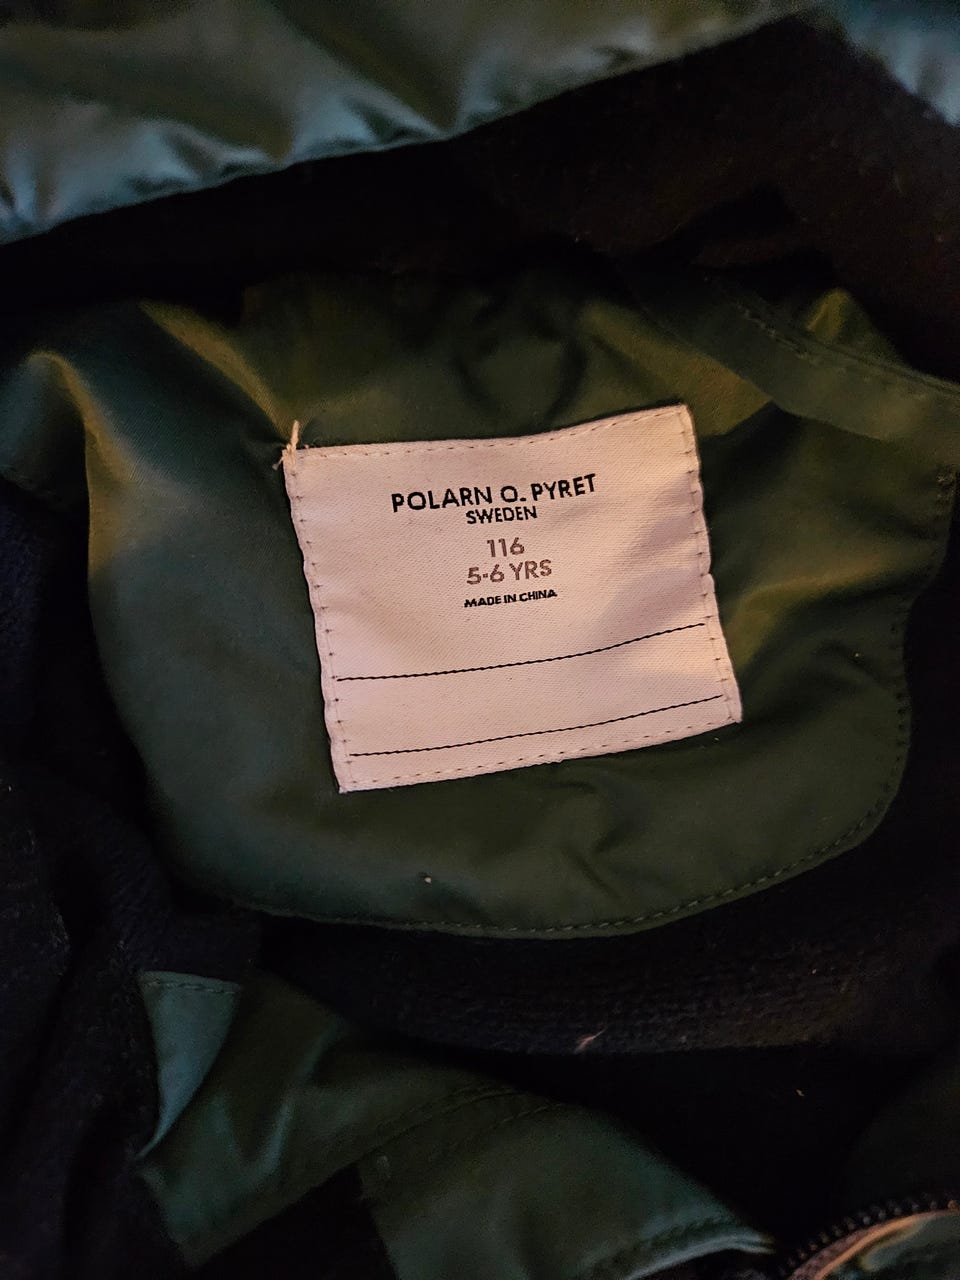 POLARN O. PYRET
SWEDEN
116
5-6 YRS
MADE IN CHINA